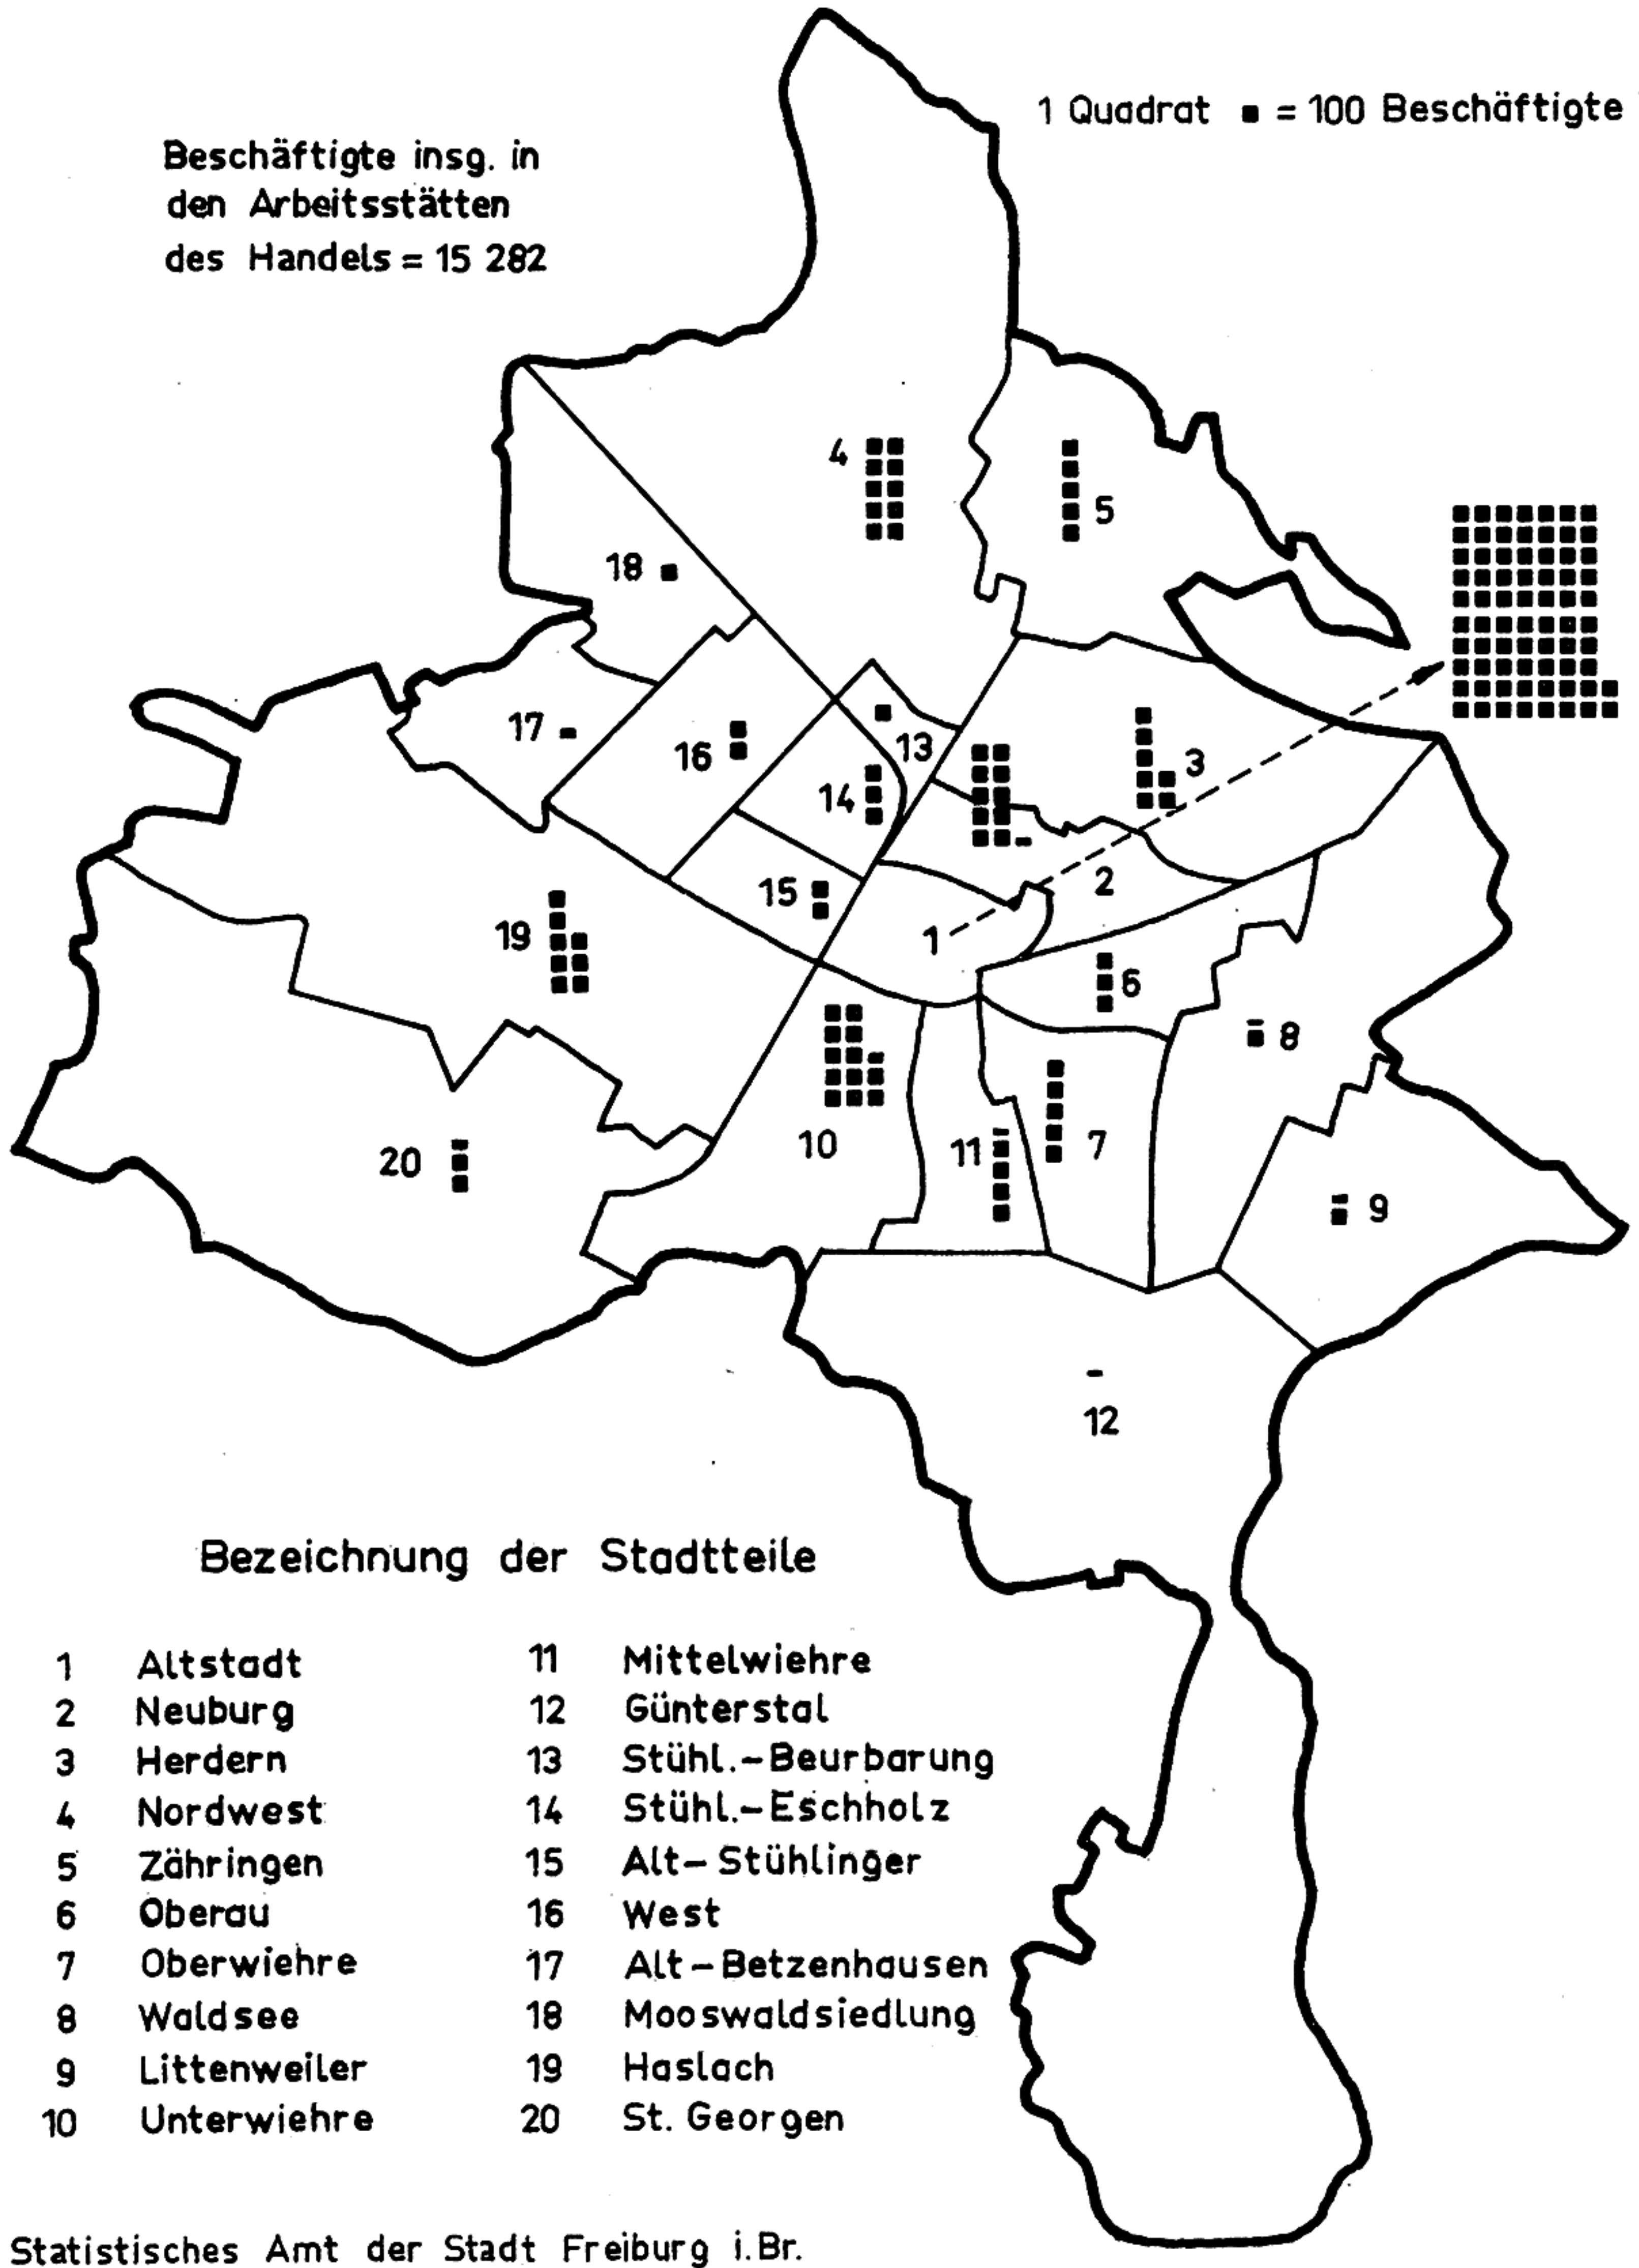 1 Quadrat ■ = 100 Beschäftigte
Beschäftigte insg. in
den Arbeitsstätten
des Handels = 15 282
4
5
18
17
16
13
3
14
2
15
1
19
6
8
10
11
7
20
9
12
Bezeichnung der Stadtteile
1 Altstadt
2 Neuburg
3 Herdern
4 Nordwest
5 Zähringen
6 Oberau
7 Oberwiehre
8 Waldsee
9 Littenweiler
10 Unterwiehre
11 Mittelwiehre
12 Günterstal
13 Stühl.-Beurbarung
14 Stühl.-Eschholz
15 Alt-Stühlinger
16 West
17 Alt-Betzenhausen
18 Mooswaldsiedlung
19 Haslach
20 St. Georgen
Statistisches Amt der Stadt Freiburg i. Br.